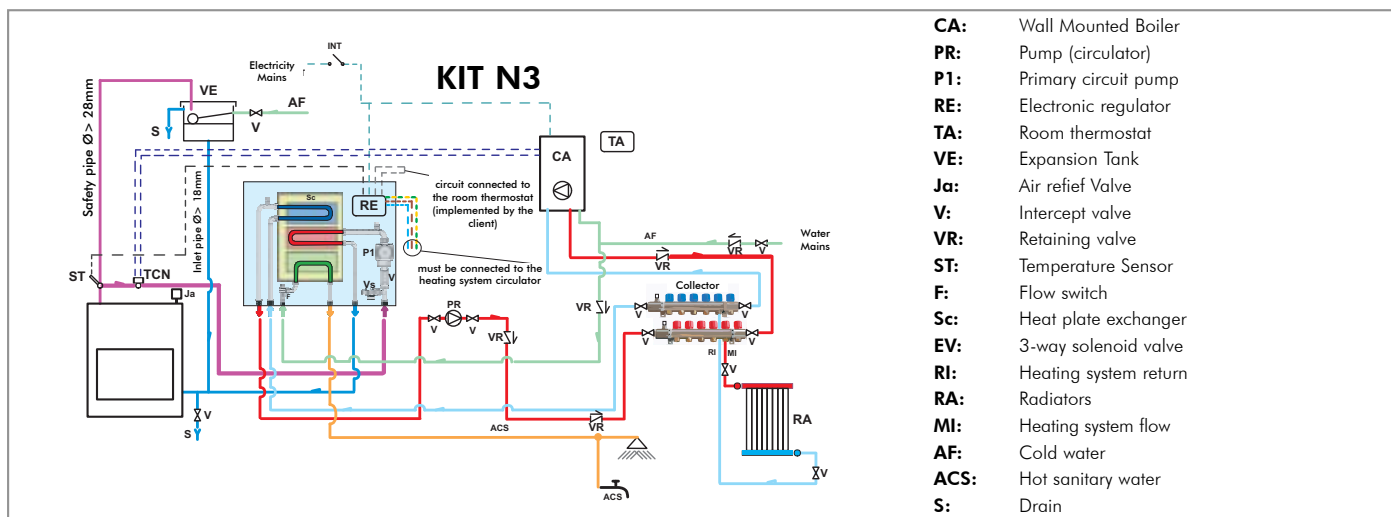 KIT N3
INT
Electricity
Mains
VE
AF
V
S
Safety pipe Ø> 28mm
Inlet pipe Ø> 18mm
CA
TA
circuit connected to
the room thermostat
(implemented by the
client)
must be connected to the
heating system circulator
Sc
RE
P1
V
Vs
F
ST
TCN
Ja
AF
VR
V
Water
Mains
VR
Collector
V
V
V
V
RI
MI
V
VR
PR
V
V
VR
VR
ACS
ACS
RA
V
V
S
CA: Wall Mounted Boiler
PR: Pump (circulator)
P1: Primary circuit pump
RE: Electronic regulator
TA: Room thermostat
VE: Expansion Tank
Ja: Air refief Valve
V: Intercept valve
VR: Retaining valve
ST: Temperature Sensor
F: Flow switch
Sc: Heat plate exchanger
EV: 3-way solenoid valve
RI: Heating system return
RA: Radiators
MI: Heating system flow
AF: Cold water
ACS: Hot sanitary water
S: Drain